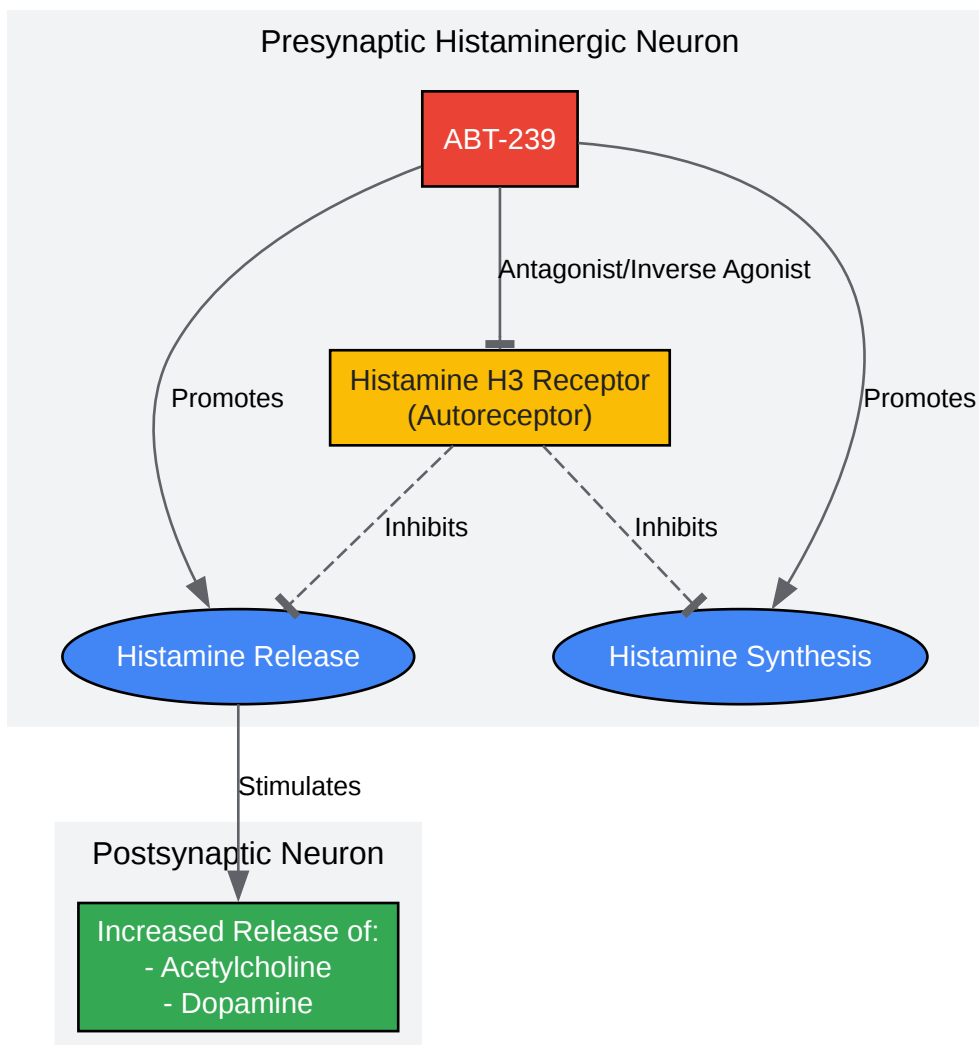 Presynaptic Histaminergic Neuron
ABT-239
Antagonist/Inverse Agonist
Histamine H3 Receptor
(Autoreceptor)
Promotes
Promotes
Inhibits
Inhibits
Histamine Release
Histamine Synthesis
Stimulates
Postsynaptic Neuron
Increased Release of:
- Acetylcholine
- Dopamine